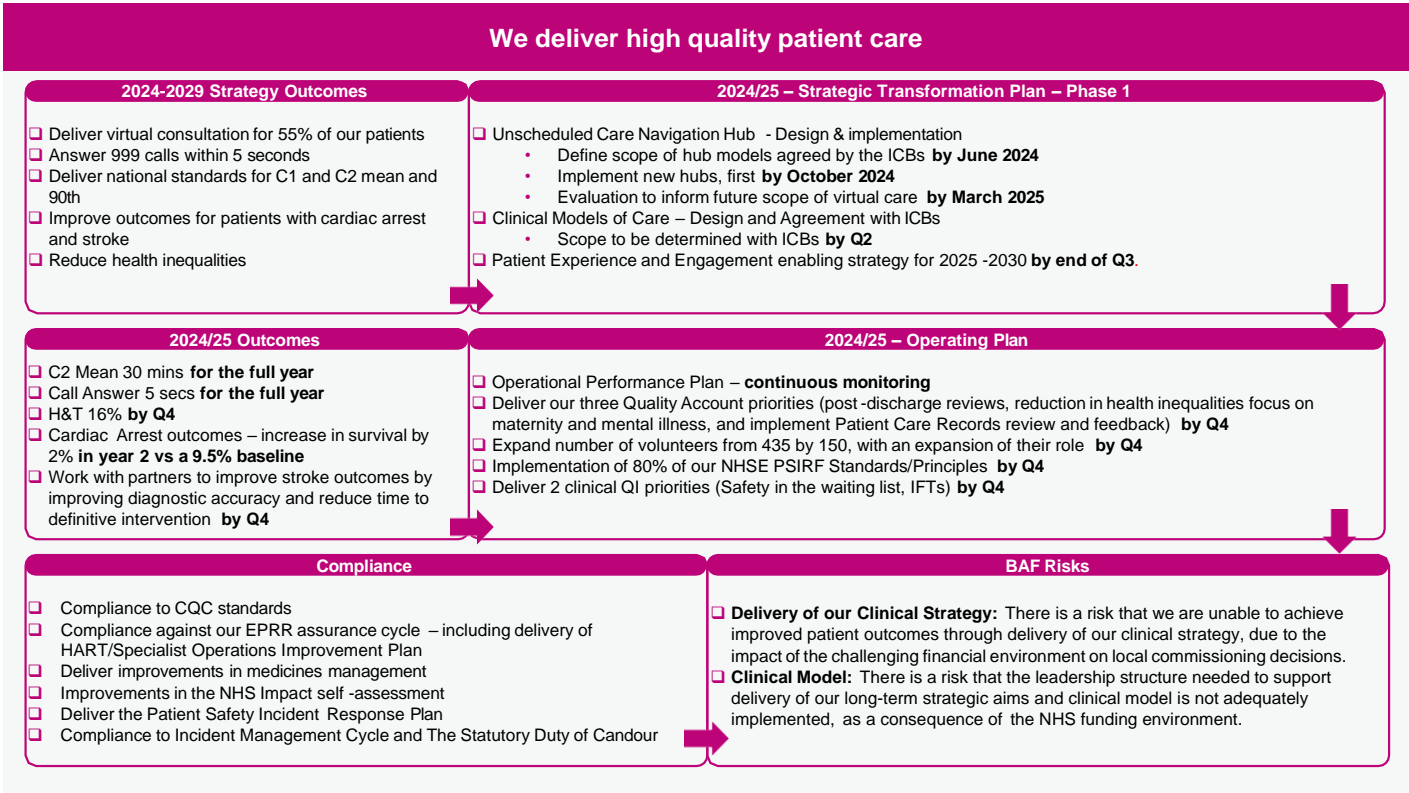 We deliver high quality patient care
2024-2029 Strategy Outcomes
❑ Deliver virtual consultation for 55% of our patients
❑ Answer 999 calls within 5 seconds
❑ Deliver national standards for C1 and C2 mean and
90th
❑ Improve outcomes for patients with cardiac arrest
and stroke
❑ Reduce health inequalities
2024/25 – Strategic Transformation Plan – Phase 1
❑ Unscheduled Care Navigation Hub - Design & implementation
• Define scope of hub models agreed by the ICBs by June 2024
• Implement new hubs, first by October 2024
• Evaluation to inform future scope of virtual care by March 2025
❑ Clinical Models of Care – Design and Agreement with ICBs
• Scope to be determined with ICBs by Q2
❑ Patient Experience and Engagement enabling strategy for 2025 -2030 by end of Q3.
2024/25 Outcomes
❑ C2 Mean 30 mins for the full year
❑ Call Answer 5 secs for the full year
❑ H&T 16% by Q4
❑ Cardiac Arrest outcomes – increase in survival by
2% in year 2 vs a 9.5% baseline
❑ Work with partners to improve stroke outcomes by
improving diagnostic accuracy and reduce time to
definitive intervention by Q4
2024/25 – Operating Plan
❑ Operational Performance Plan – continuous monitoring
❑ Deliver our three Quality Account priorities (post -discharge reviews, reduction in health inequalities focus on
maternity and mental illness, and implement Patient Care Records review and feedback) by Q4
❑ Expand number of volunteers from 435 by 150, with an expansion of their role by Q4
❑ Implementation of 80% of our NHSE PSIRF Standards/Principles by Q4
❑ Deliver 2 clinical QI priorities (Safety in the waiting list, IFTs) by Q4
Compliance
❑ Compliance to CQC standards
❑ Compliance against our EPRR assurance cycle – including delivery of
HART/Specialist Operations Improvement Plan
❑ Deliver improvements in medicines management
❑ Improvements in the NHS Impact self -assessment
❑ Deliver the Patient Safety Incident Response Plan
❑ Compliance to Incident Management Cycle and The Statutory Duty of Candour
BAF Risks
❑ Delivery of our Clinical Strategy: There is a risk that we are unable to achieve
improved patient outcomes through delivery of our clinical strategy, due to the
impact of the challenging financial environment on local commissioning decisions.
❑ Clinical Model: There is a risk that the leadership structure needed to support
delivery of our long-term strategic aims and clinical model is not adequately
implemented, as a consequence of the NHS funding environment.